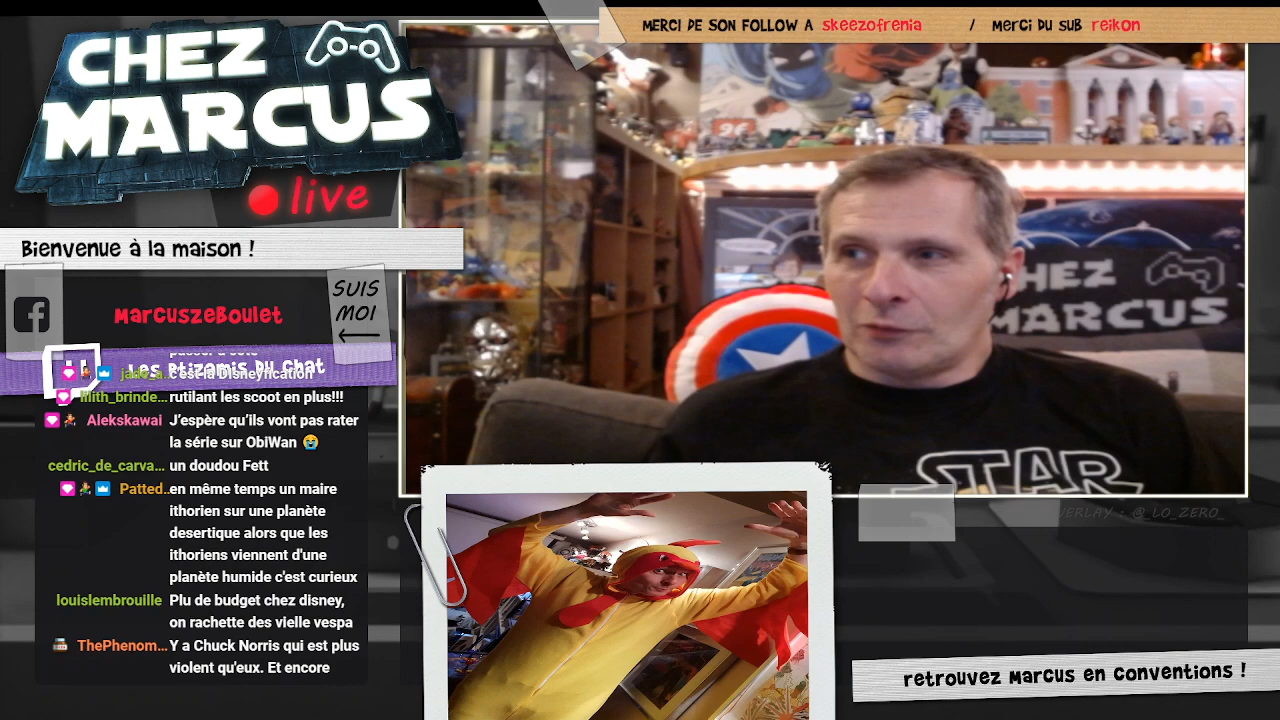 MERCI DE SON FOLLOW A skeezofrenia / Merci DU SUB reikon
CHEZ
MARCUS
live
Bienvenue à la maison !
MarcuszeBoulet
SUIS
MOI
Les Ptizamis Du Chat
c'est la Disneyfication
lilith_brinde... rutilant les scoot en plus!!!
Alekskawai J'espère qu'ils vont pas rater
la série sur ObiWan 😭
cedric_de_carva... un doudou Fett
Patted.. en même temps un maire
ithorien sur une planète
desertique alors que les
ithoriens viennent d'une
planète humide c'est curieux
louislembrouille Plu de budget chez disney,
on rachette des vielle vespa
ThePhenom... Y a Chuck Norris qui est plus
violent qu'eux. Et encore
HEZ
MARCUS
STAR
VERLAY : @_LO_ZERO_
retrouvez Marcus en conventions !